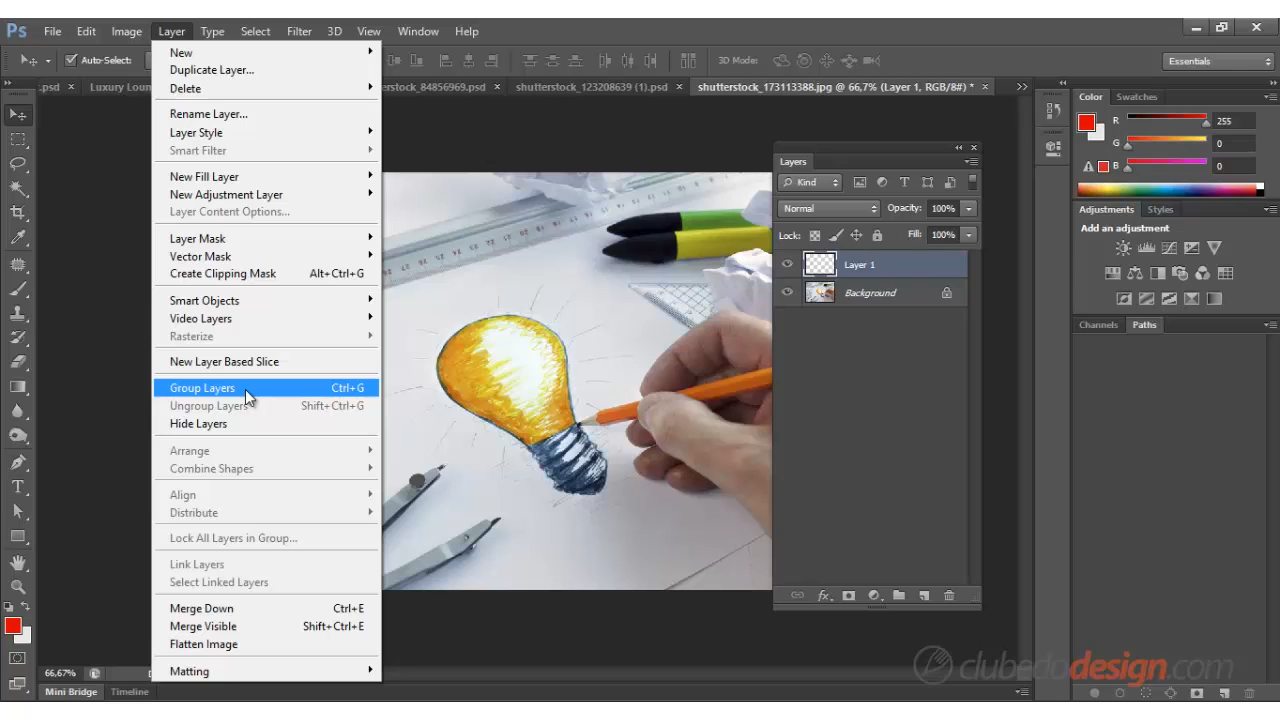 Ps File Edit Image Layer Type Select Filter 3D View Window Help
Auto-Select: 3D Mode: Essentials
.psd × Luxury Loun erstock_84856969.psd × shutterstock_123208639 (1).psd × shutterstock_173113388.jpg @ 66,7% (Layer 1, RGB/8#) * ×
New
Duplicate Layer...
Delete
Rename Layer...
Layer Style
Smart Filter
New Fill Layer
New Adjustment Layer
Layer Content Options...
Layer Mask
Vector Mask
Create Clipping Mask Alt+Ctrl+G
Smart Objects
Video Layers
Rasterize
New Layer Based Slice
Group Layers Ctrl+G
Ungroup Layers Shift+Ctrl+G
Hide Layers
Arrange
Combine Shapes
Align
Distribute
Lock All Layers in Group...
Link Layers
Select Linked Layers
Merge Down Ctrl+E
Merge Visible Shift+Ctrl+E
Flatten Image
Matting
Layers
Kind
Normal Opacity: 100%
Lock: Fill: 100%
Layer 1
Background
fx
Color Swatches
R 255
G 0
B 0
Adjustments Styles
Add an adjustment
Channels Paths
66,67%
Mini Bridge Timeline
clubedodesign.com